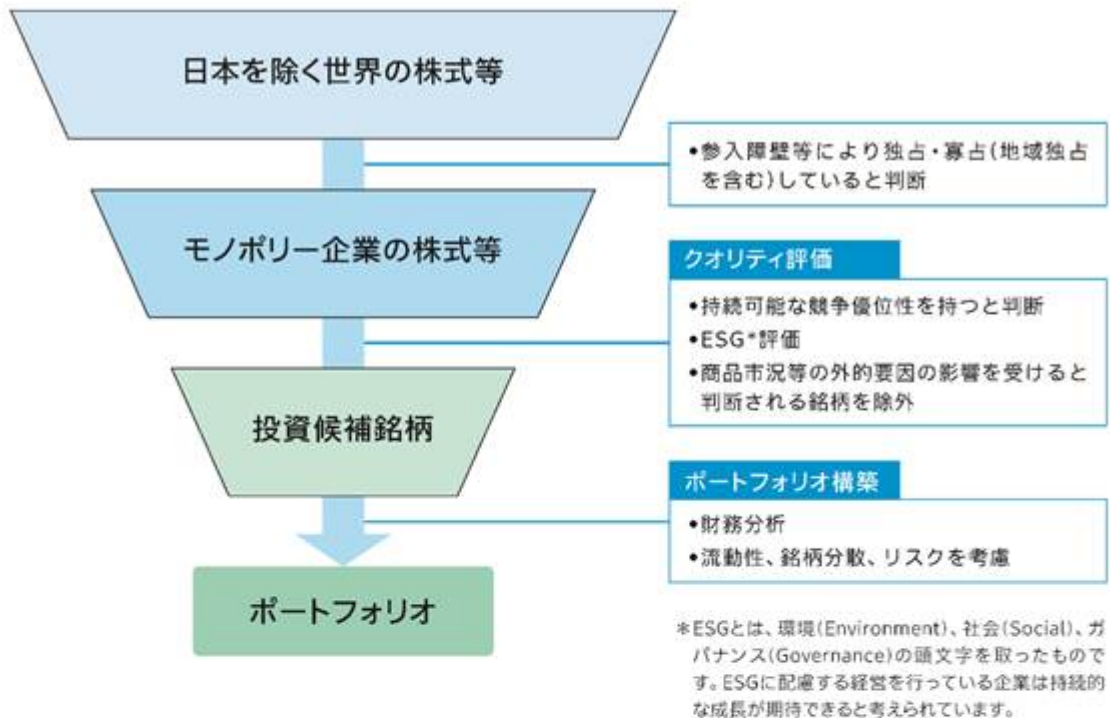 日本を除く世界の株式等
•参入障壁等により独占・寡占(地域独占
を含む)していると判断
モノポリー企業の株式等
クオリティ評価
•持続可能な競争優位性を持つと判断
•ESG*評価
•商品市況等の外的要因の影響を受けると
判断される銘柄を除外
投資候補銘柄
ポートフォリオ構築
•財務分析
•流動性、銘柄分散、リスクを考慮
ポートフォリオ
*ESGとは、環境(Environment)、社会(Social)、ガ
バナンス(Governance)の頭文字を取ったもので
す。ESGに配慮する経営を行っている企業は持続的
な成長が期待できると考えられています。